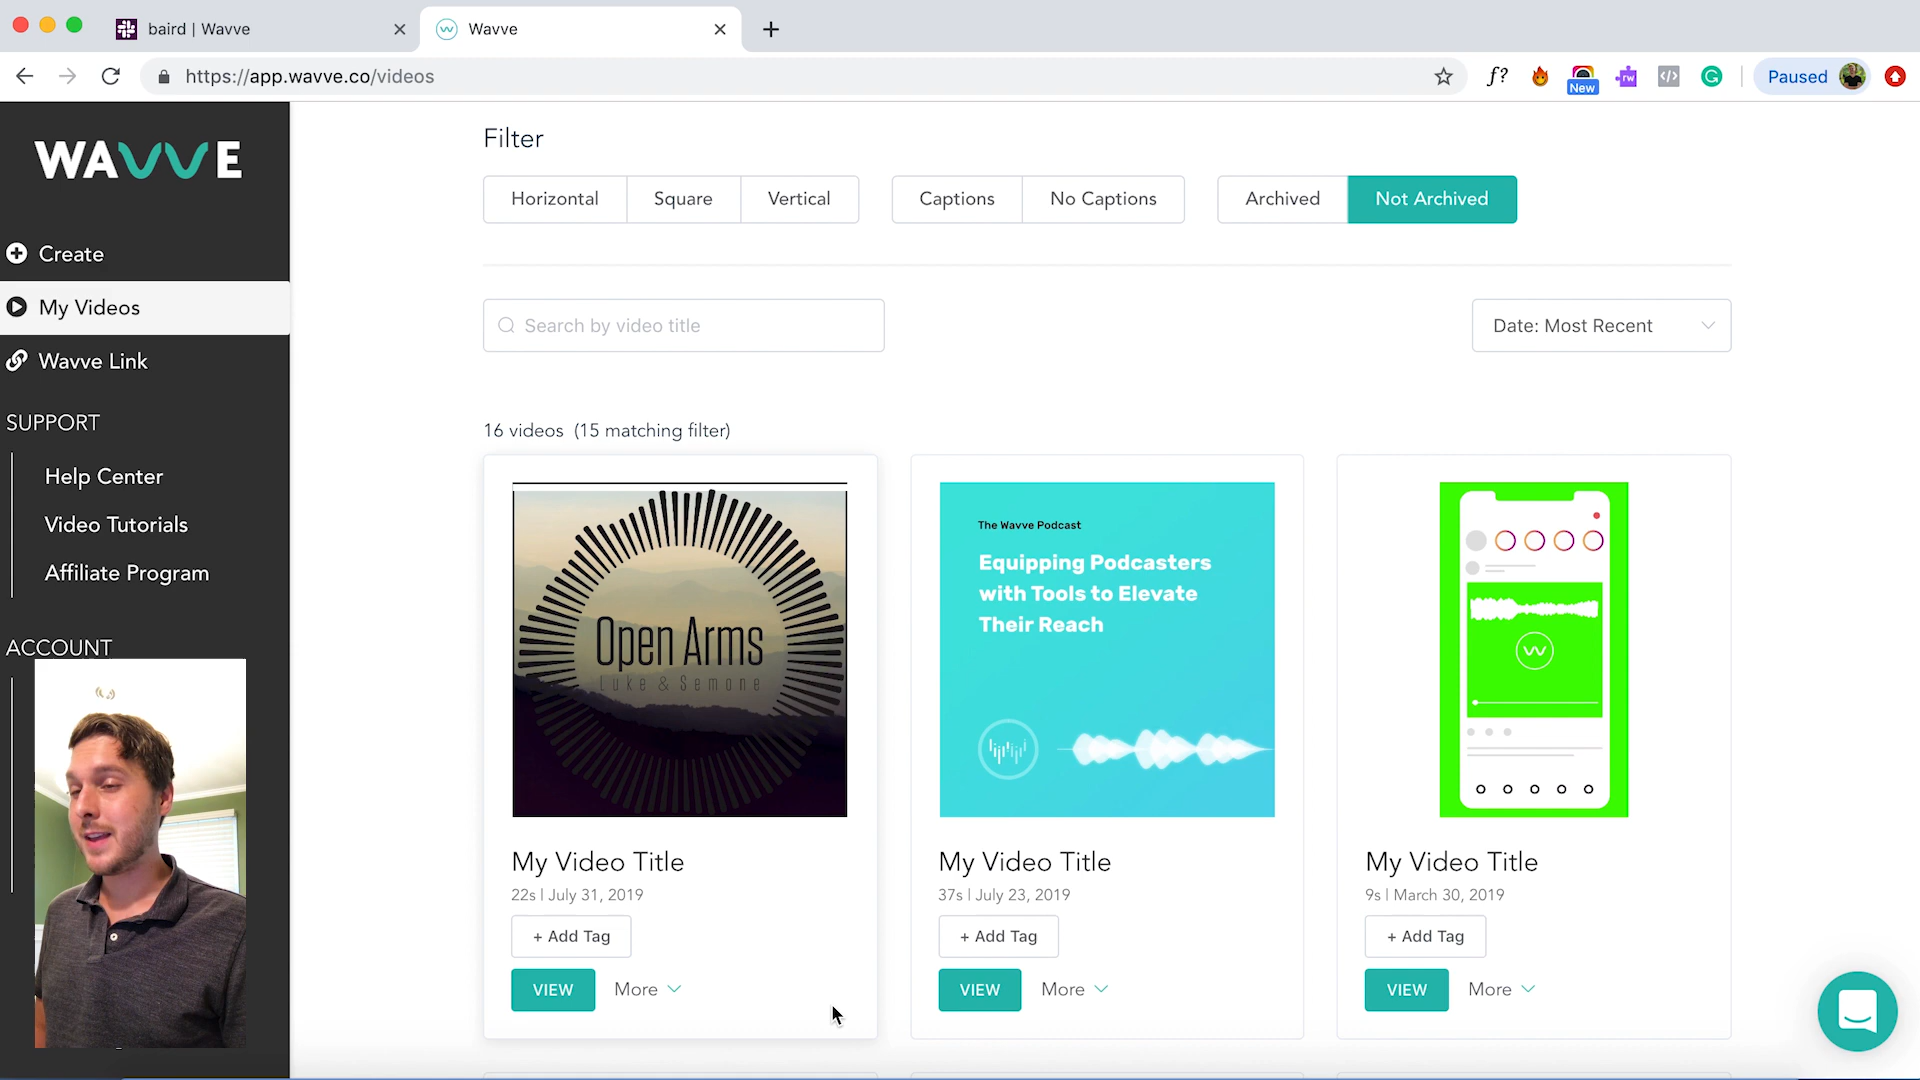 baird | Wavve
Wavve
https://app.wavve.co/videos
f?
New
rw
Paused
WAVVE
Create
My Videos
Wavve Link
SUPPORT
Help Center
Video Tutorials
Affiliate Program
ACCOUNT
Filter
Horizontal
Square
Vertical
Captions
No Captions
Archived
Not Archived
Search by video title
Date: Most Recent
16 videos (15 matching filter)
Open Arms
Luke & Semone
My Video Title
22s | July 31, 2019
+ Add Tag
VIEW
More
The Wavve Podcast
Equipping Podcasters
with Tools to Elevate
Their Reach
My Video Title
37s | July 23, 2019
+ Add Tag
VIEW
More
My Video Title
9s | March 30, 2019
+ Add Tag
VIEW
More